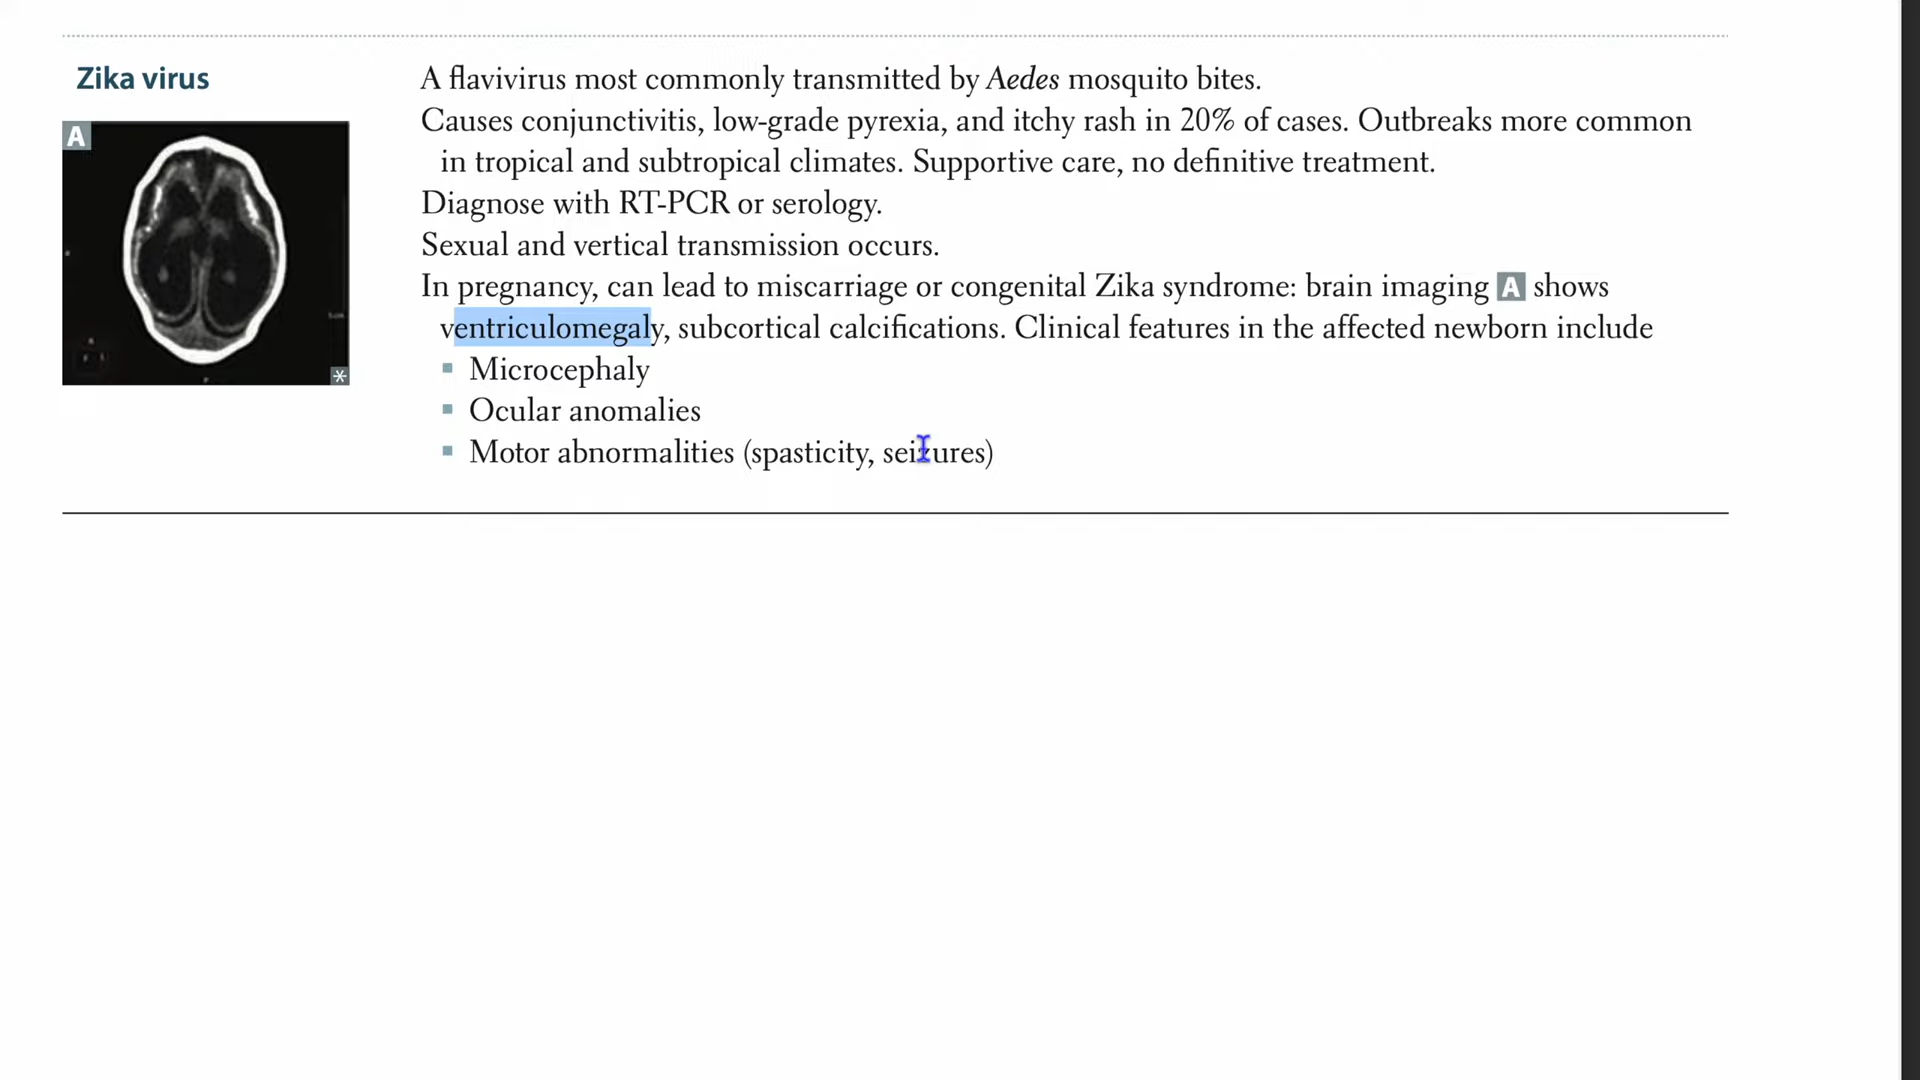 Zika virus
A flavivirus most commonly transmitted by Aedes mosquito bites.
Causes conjunctivitis, low-grade pyrexia, and itchy rash in 20% of cases. Outbreaks more common
in tropical and subtropical climates. Supportive care, no definitive treatment.
Diagnose with RT-PCR or serology.
Sexual and vertical transmission occurs.
In pregnancy, can lead to miscarriage or congenital Zika syndrome: brain imaging A shows
ventriculomegaly, subcortical calcifications. Clinical features in the affected newborn include
▪ Microcephaly
▪ Ocular anomalies
▪ Motor abnormalities (spasticity, seizures)
A